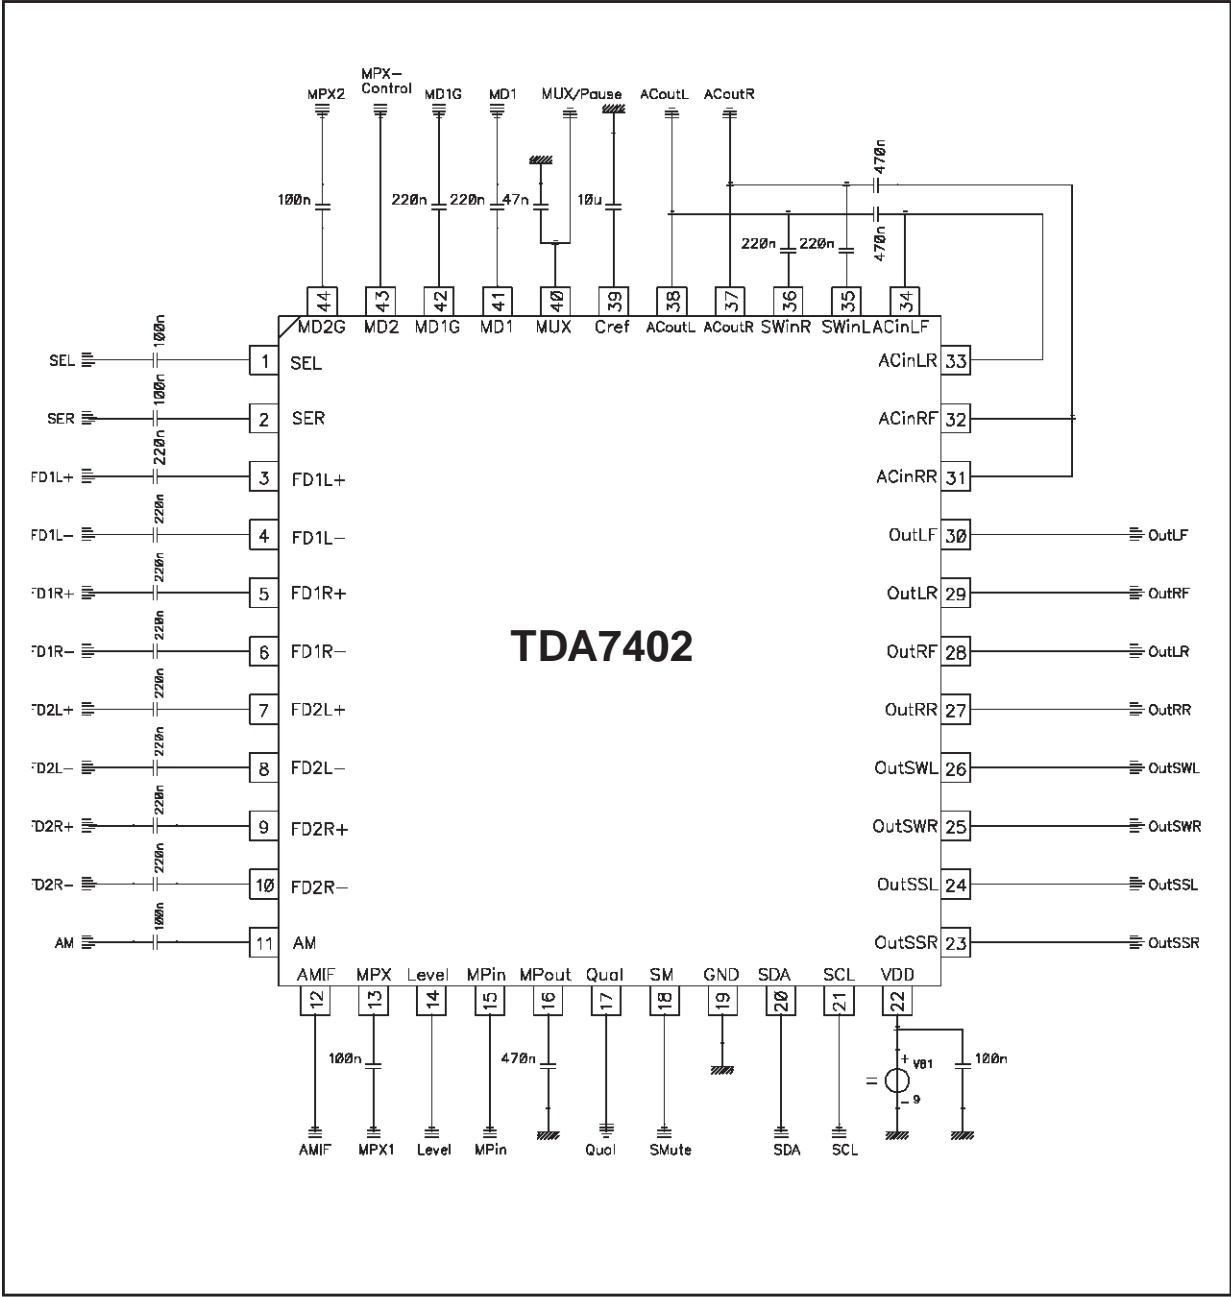 MPX-
Control
MPX2
MD1G
MD1
MUX/Pause
ACoutL
ACoutR
470n
100n
220n
220n
47n
10u
220n
220n
470n
44
43
42
41
40
39
38
37
36
35
34
MD2G
MD2
MD1G
MD1
MUX
Cref
ACoutL
ACoutR
SWinR
SWinL
ACinLF
SEL
100n
1
SEL
ACinLR
33
SER
100n
2
SER
ACinRF
32
FD1L+
220n
3
FD1L+
ACinRR
31
FD1L-
220n
4
FD1L-
OutLF
30
OutLF
FD1R+
220n
5
FD1R+
OutLR
29
OutRF
FD1R-
220n
6
FD1R-
TDA7402
OutRF
28
OutLR
FD2L+
220n
7
FD2L+
OutRR
27
OutRR
FD2L-
220n
8
FD2L-
OutSWL
26
OutSWL
FD2R+
220n
9
FD2R+
OutSWR
25
OutSWR
FD2R-
220n
10
FD2R-
OutSSL
24
OutSSL
AM
100n
11
AM
OutSSR
23
OutSSR
AMIF
MPX
Level
MPin
MPout
Qual
SM
GND
SDA
SCL
VDD
12
13
14
15
16
17
18
19
20
21
22
100n
470n
+ VB1
- 9
=
100n
AMIF
MPX1
Level
MPin
Qual
SMute
SDA
SCL